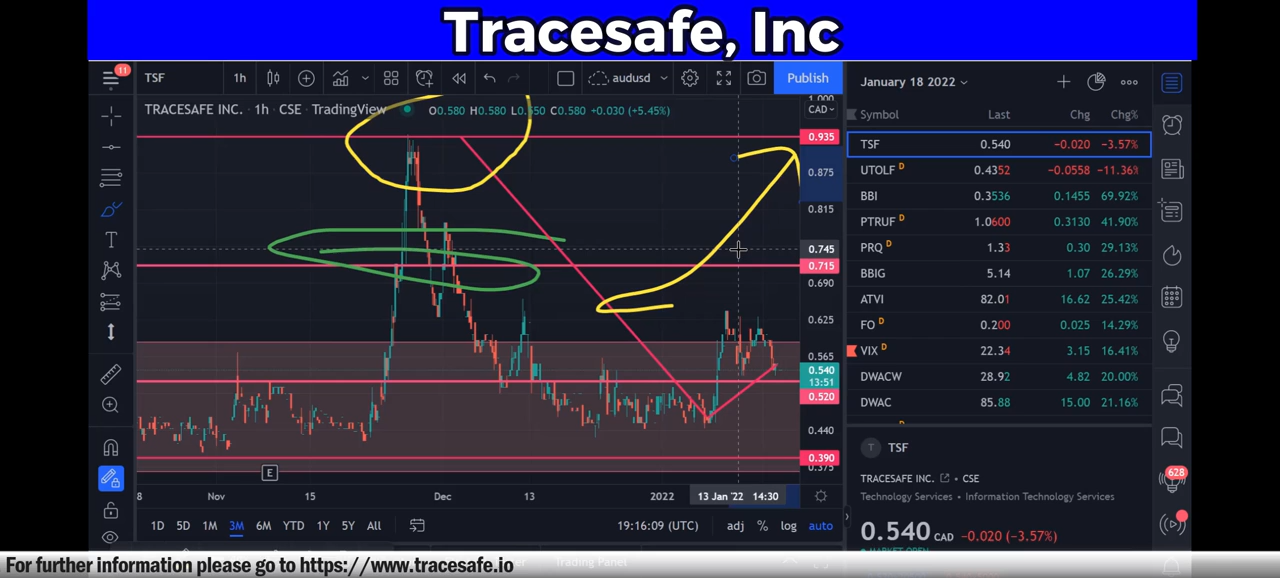 Tracesafe, Inc
11
TSF 1h audusd Publish
TRACESAFE INC. · 1h · CSE · TradingView O0.580 H0.580 L0.550 C0.580 +0.030 (+5.45%)
1.000
CAD
0.935
0.875
0.815
0.745
0.715
0.690
0.625
0.565
0.540
13:51
0.520
0.440
0.390
0.375
E
8 Nov 15 Dec 13 2022 13 Jan '22 14:30
1D 5D 1M 3M 6M YTD 1Y 5Y All 19:16:09 (UTC) adj % log auto
January 18 2022
Symbol Last Chg Chg%
TSF 0.540 −0.020 −3.57%
UTOLF D 0.4352 −0.0558 −11.36%
BBI 0.3536 0.1455 69.92%
PTRUF D 1.0600 0.3130 41.90%
PRQ D 1.33 0.30 29.13%
BBIG 5.14 1.07 26.29%
ATVI 82.01 16.62 25.42%
FO D 0.200 0.025 14.29%
VIX D 22.34 3.15 16.41%
DWACW 28.92 4.82 20.00%
DWAC 85.88 15.00 21.16%
T TSF
TRACESAFE INC. · CSE
Technology Services · Information Technology Services
0.540 CAD −0.020 (−3.57%)
628
For further information please go to https://www.tracesafe.io
Trading Panel